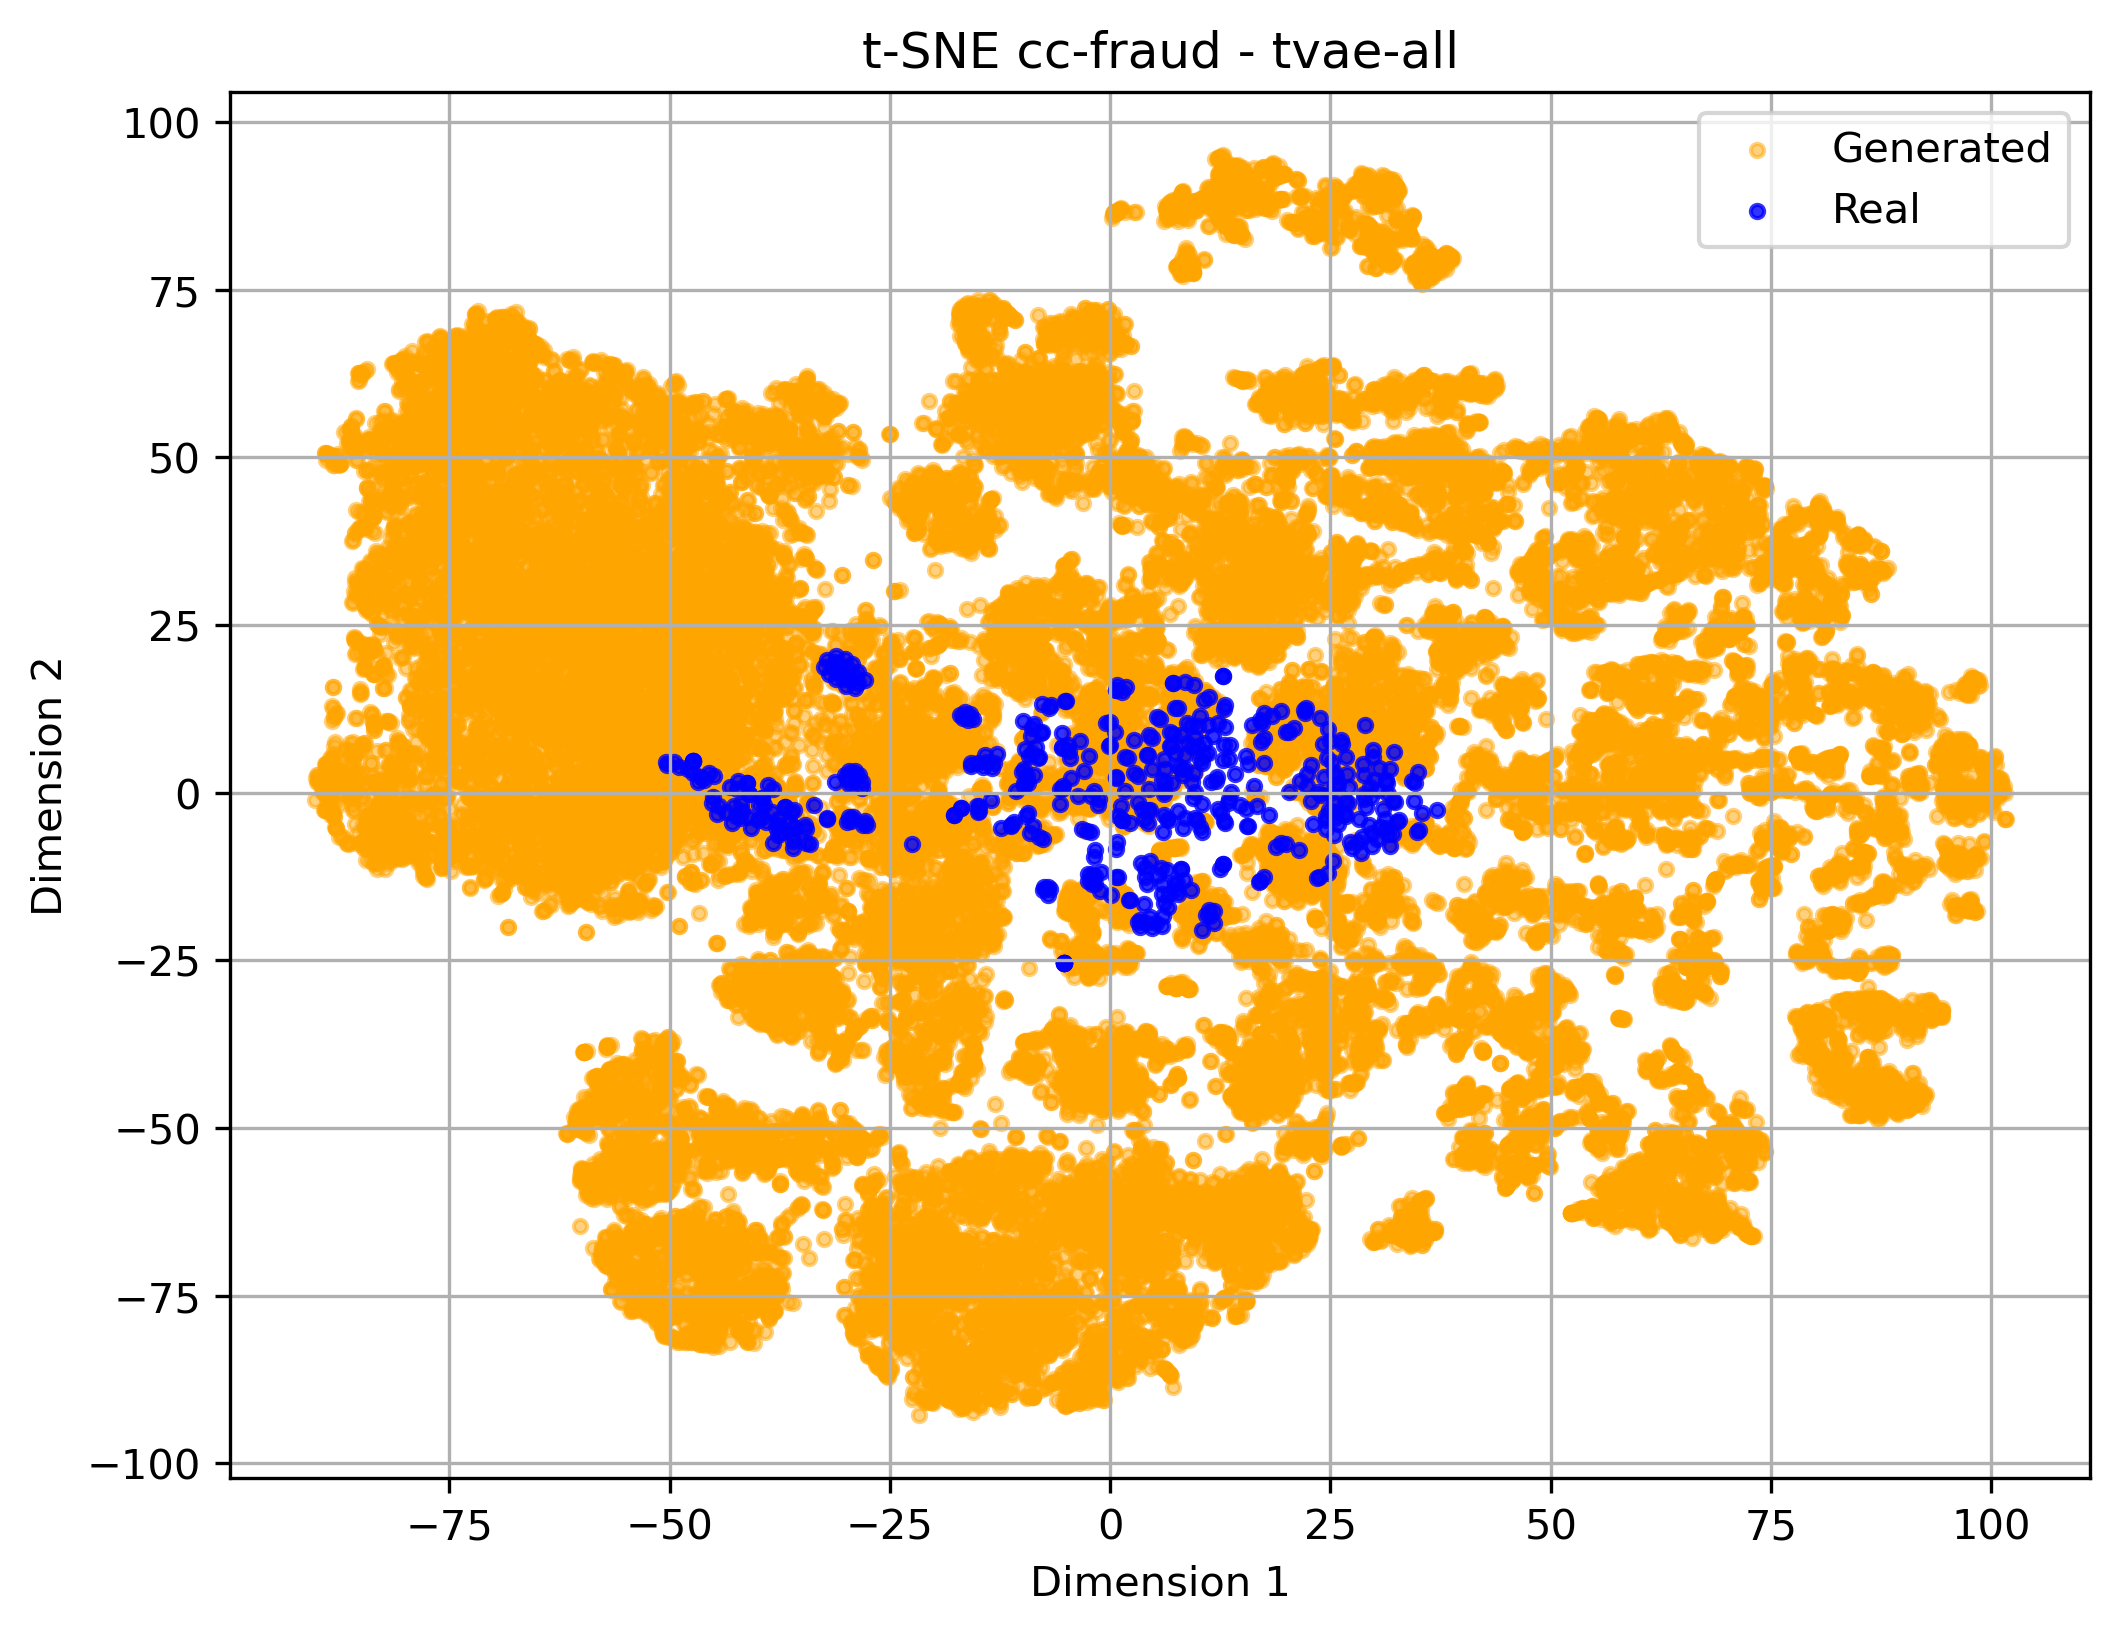 t-SNE cc-fraud - tvae-all
Generated
Real
100
75
50
25
0
−25
−50
−75
−100
Dimension 2
−75 −50 −25 0 25 50 75 100
Dimension 1